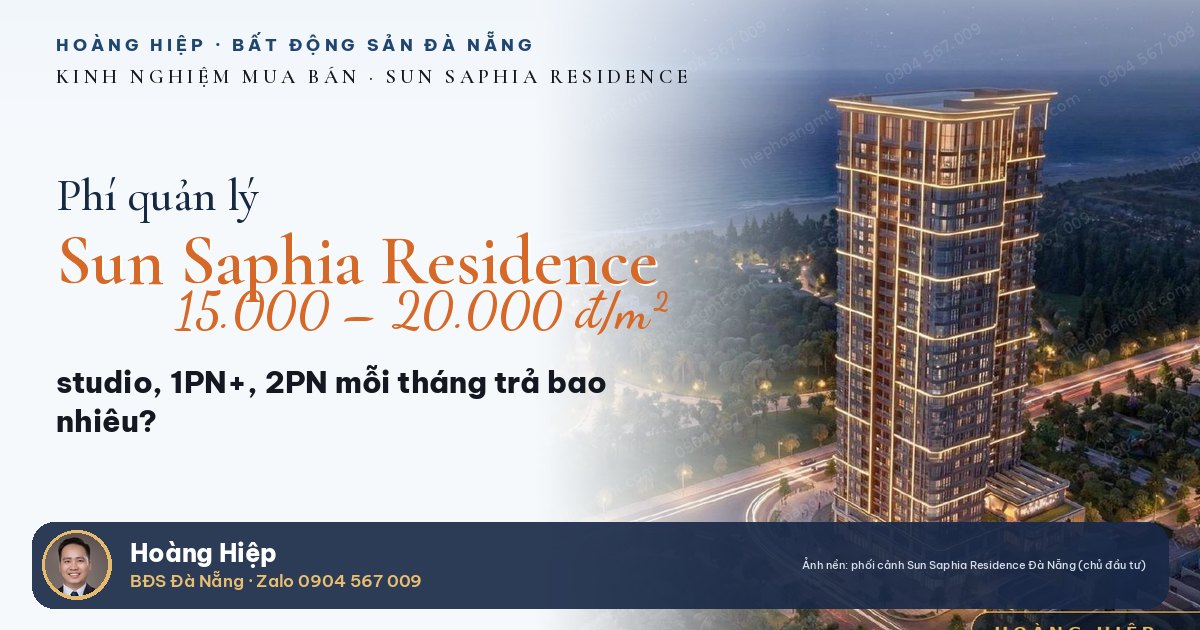 HOÀNG HIỆP · BẤT ĐỘNG SẢN ĐÀ NẴNG
KINH NGHIỆM MUA BÁN · SUN SAPHIA RESIDENCE
Phí quản lý
Sun Saphia Residence
15.000 – 20.000 đ/m²
studio, 1PN+, 2PN mỗi tháng trả bao
nhiêu?
Hoàng Hiệp
BĐS Đà Nẵng · Zalo 0904 567 009
Ảnh nền: phối cảnh Sun Saphia Residence Đà Nẵng (chủ đầu tư)
HOÀNG HIỆP